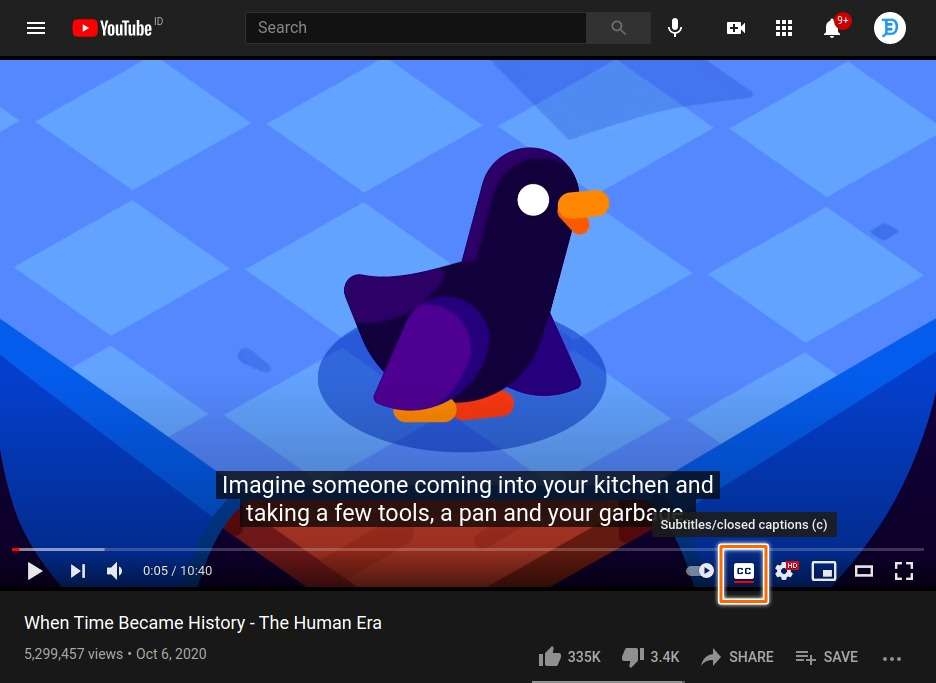 YouTube ID
Search
9+
Imagine someone coming into your kitchen and
taking a few tools, a pan and your garbage
Subtitles/closed captions (c)
0:05 / 10:40
CC
HD
When Time Became History - The Human Era
5,299,457 views • Oct 6, 2020
335K
3.4K
SHARE
SAVE